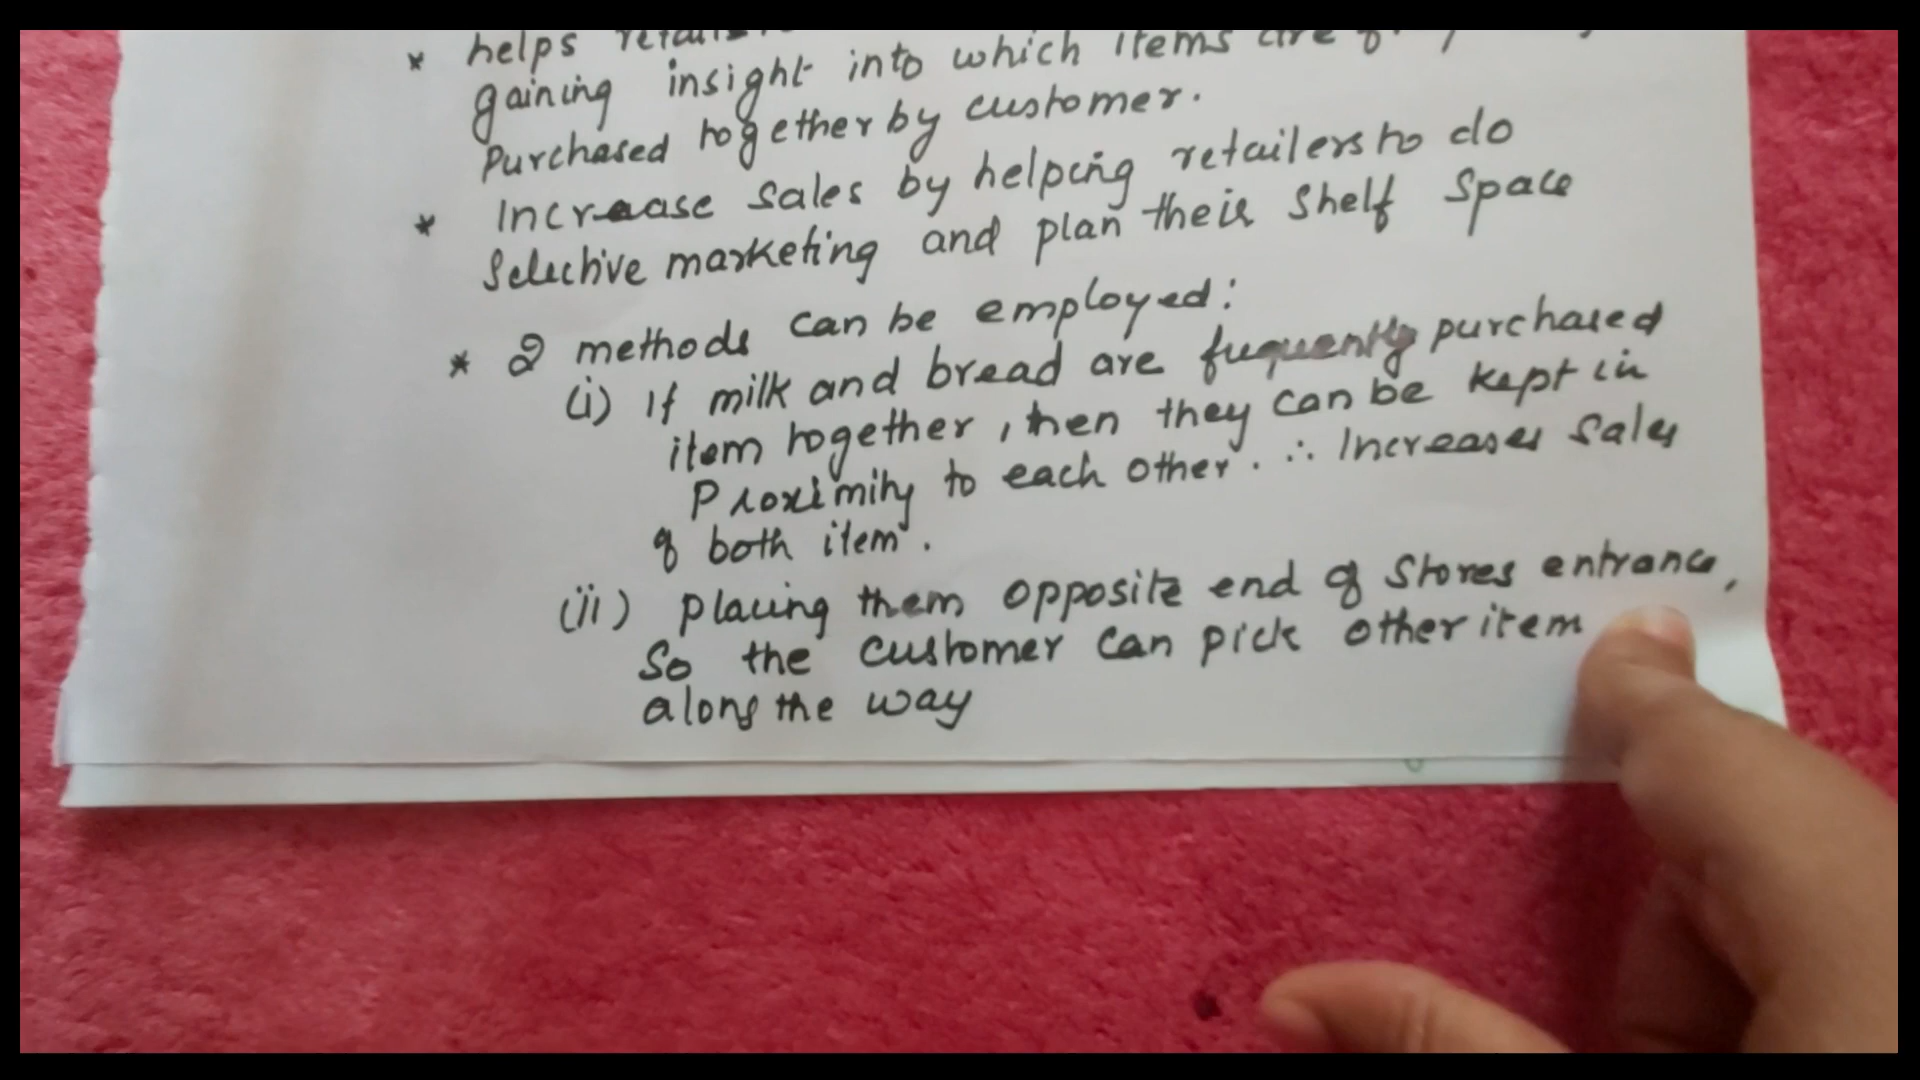 * helps
gaining insight into which items are
Purchased together by customer.
* Increase sales by helping retailers to do
Selective marketing and plan their shelf space
* 2 methods can be employed:
(i) If milk and bread are frequently purchased
item together, then they can be kept in
Proximity to each other. ∴ Increases Sales
of both item.
(ii) placing them opposite end of Stores entrance,
So the customer can pick other item
along the way